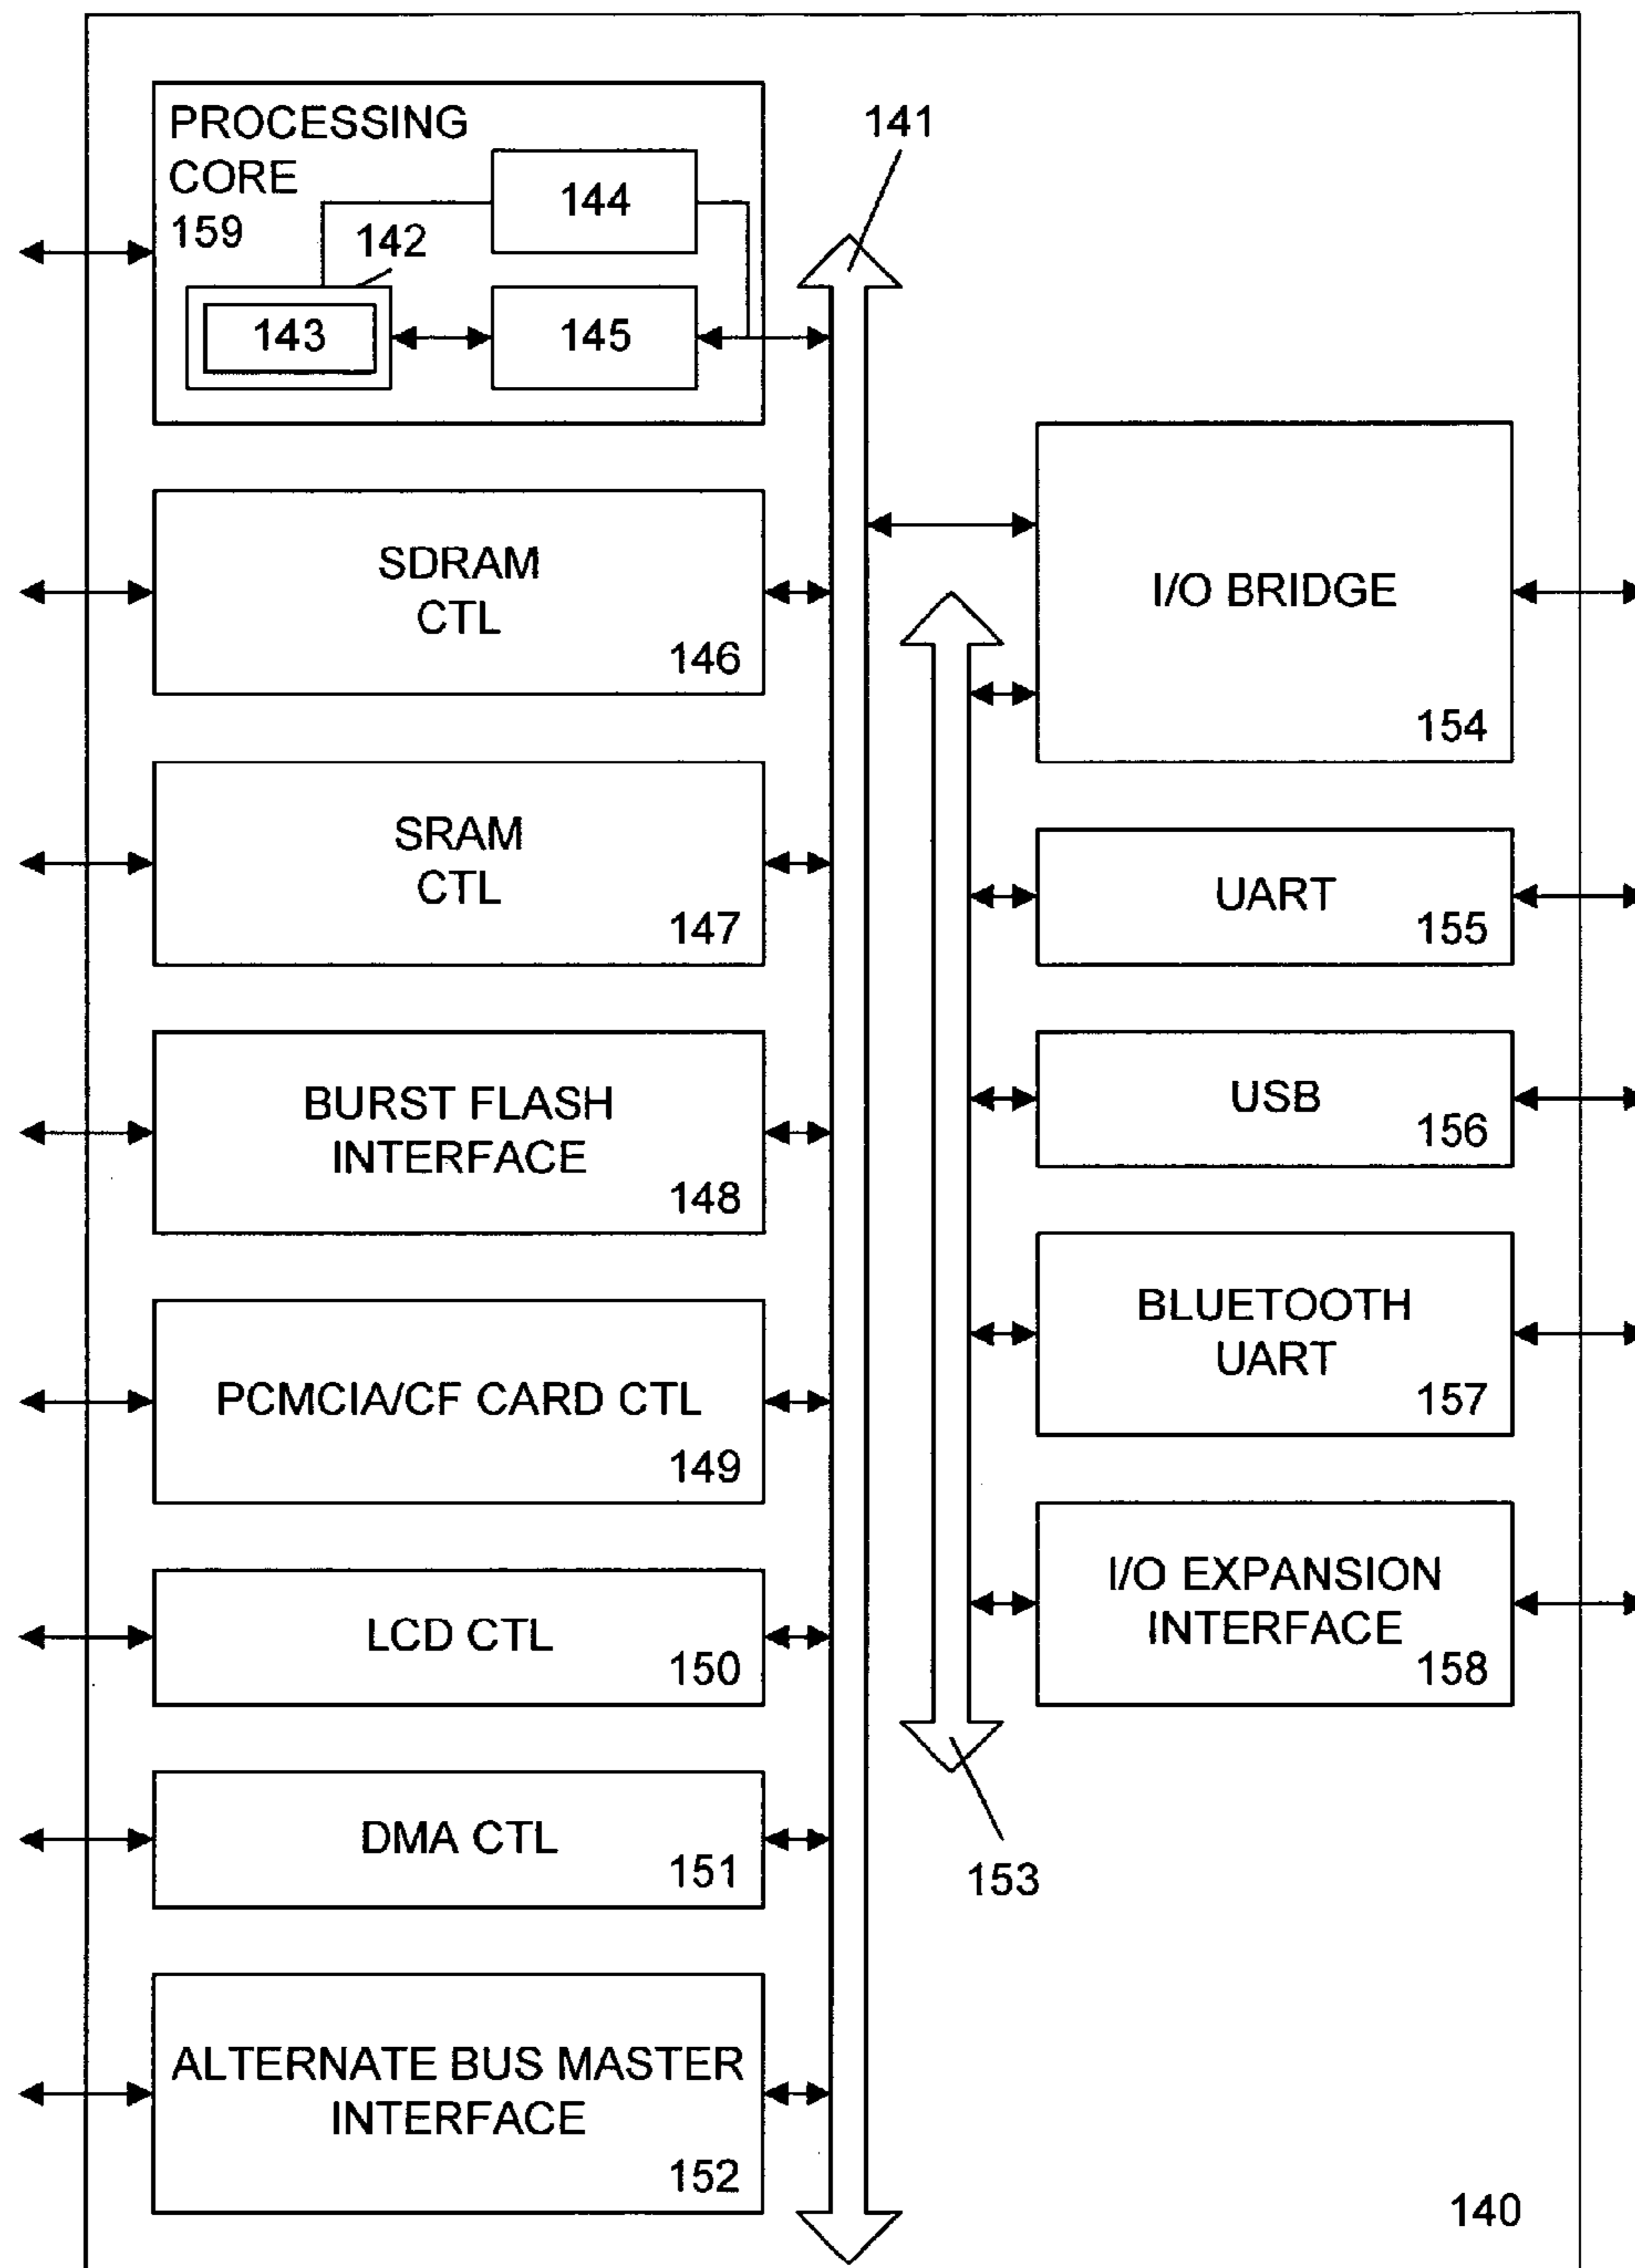 PROCESSING
CORE
159
142
144
143
145
141
SDRAM
CTL
146
SRAM
CTL
147
BURST FLASH
INTERFACE
148
PCMCIA/CF CARD CTL
149
LCD CTL
150
DMA CTL
151
ALTERNATE BUS MASTER
INTERFACE
152
I/O BRIDGE
154
UART
155
USB
156
BLUETOOTH
UART
157
I/O EXPANSION
INTERFACE
158
153
140